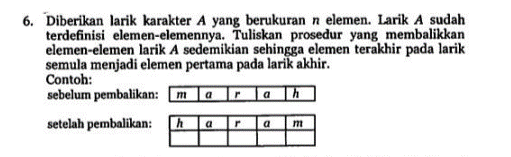 6. Diberikan larik karakter A yang berukuran n elemen. Larik A sudah
terdefinisi elemen-elemennya. Tuliskan prosedur yang membalikkan
elemen-elemen larik A sedemikian sehingga elemen terakhir pada larik
semula menjadi elemen pertama pada larik akhir.
Contoh:
sebelum pembalikan: m a r a h
setelah pembalikan: h a r a m